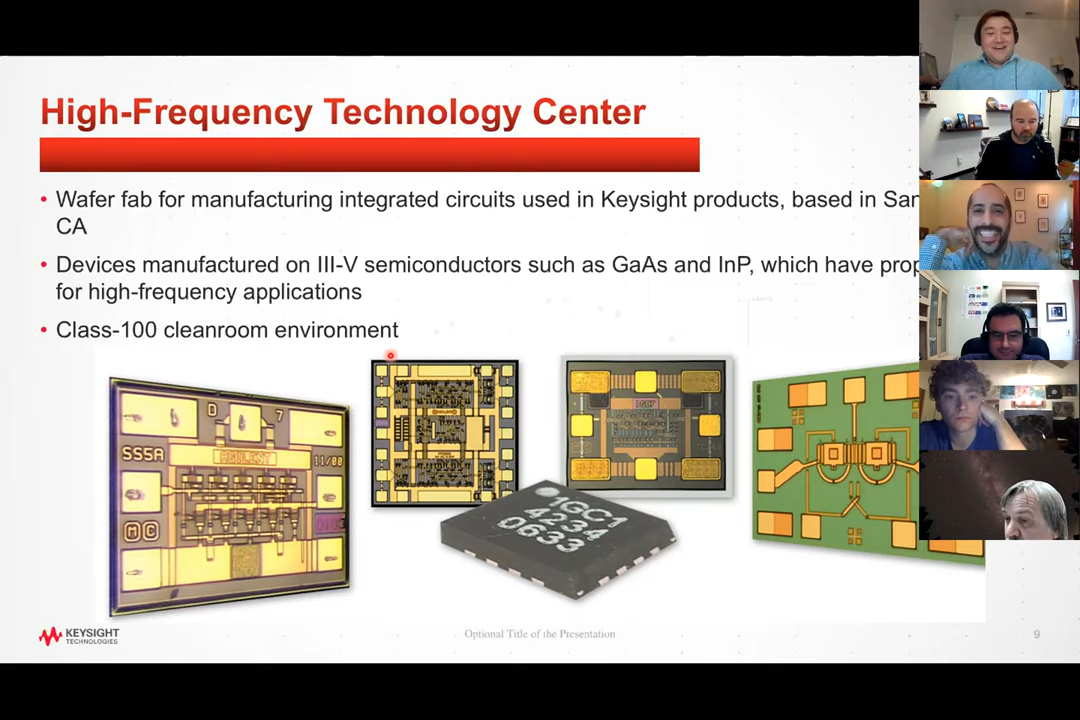 High-Frequency Technology Center
• Wafer fab for manufacturing integrated circuits used in Keysight products, based in San
CA
• Devices manufactured on III-V semiconductors such as GaAs and InP, which have prop
for high-frequency applications
• Class-100 cleanroom environment
D 7
SS5A
11/00
MC
1GC1
4234
0633
KEYSIGHT
TECHNOLOGIES
Optional Title of the Presentation
9